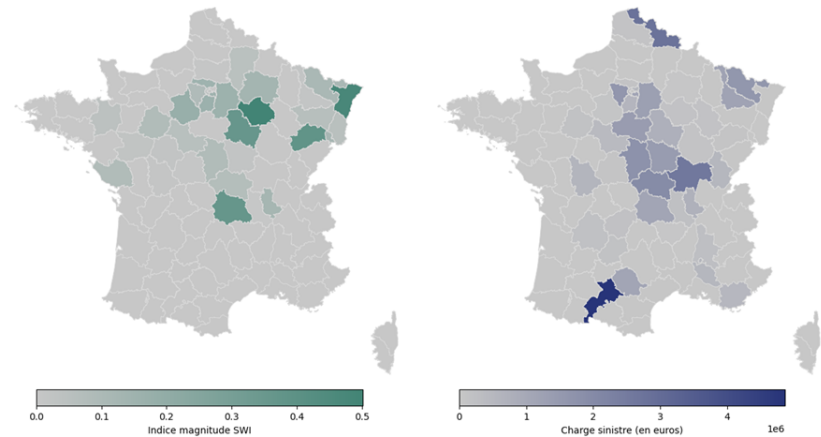 0.0 0.1 0.2 0.3 0.4 0.5
Indice magnitude SWI
0 1 2 3 4
1e6
Charge sinistre (en euros)